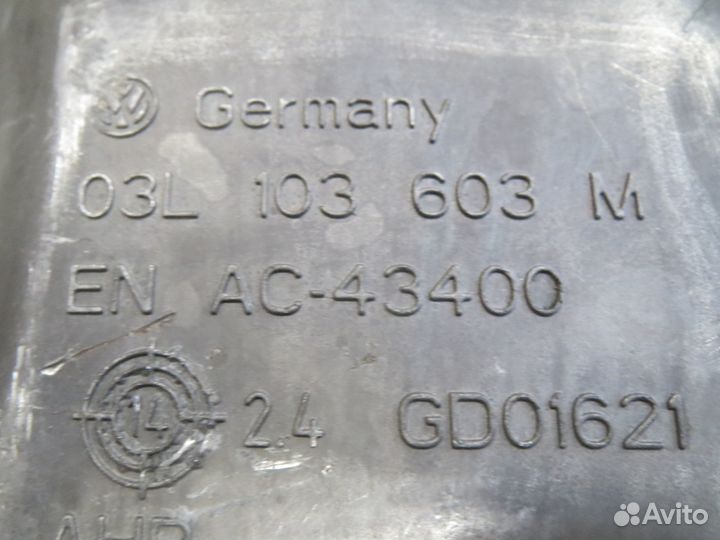 Germany
03L 103 603 M
EN AC-43400
14 2.4 GD01621
Avito